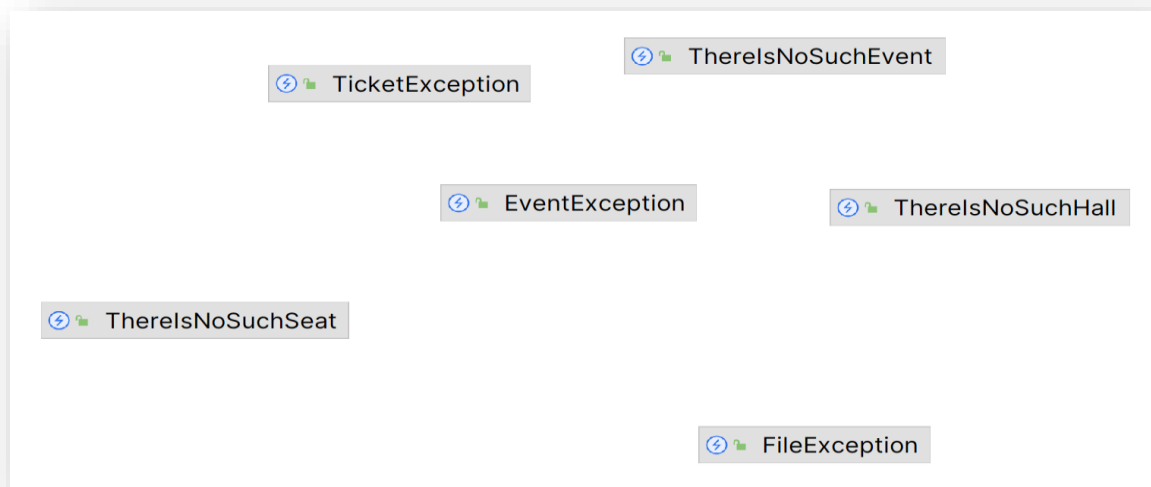 ThereIsNoSuchEvent
TicketException
EventException
ThereIsNoSuchHall
ThereIsNoSuchSeat
FileException